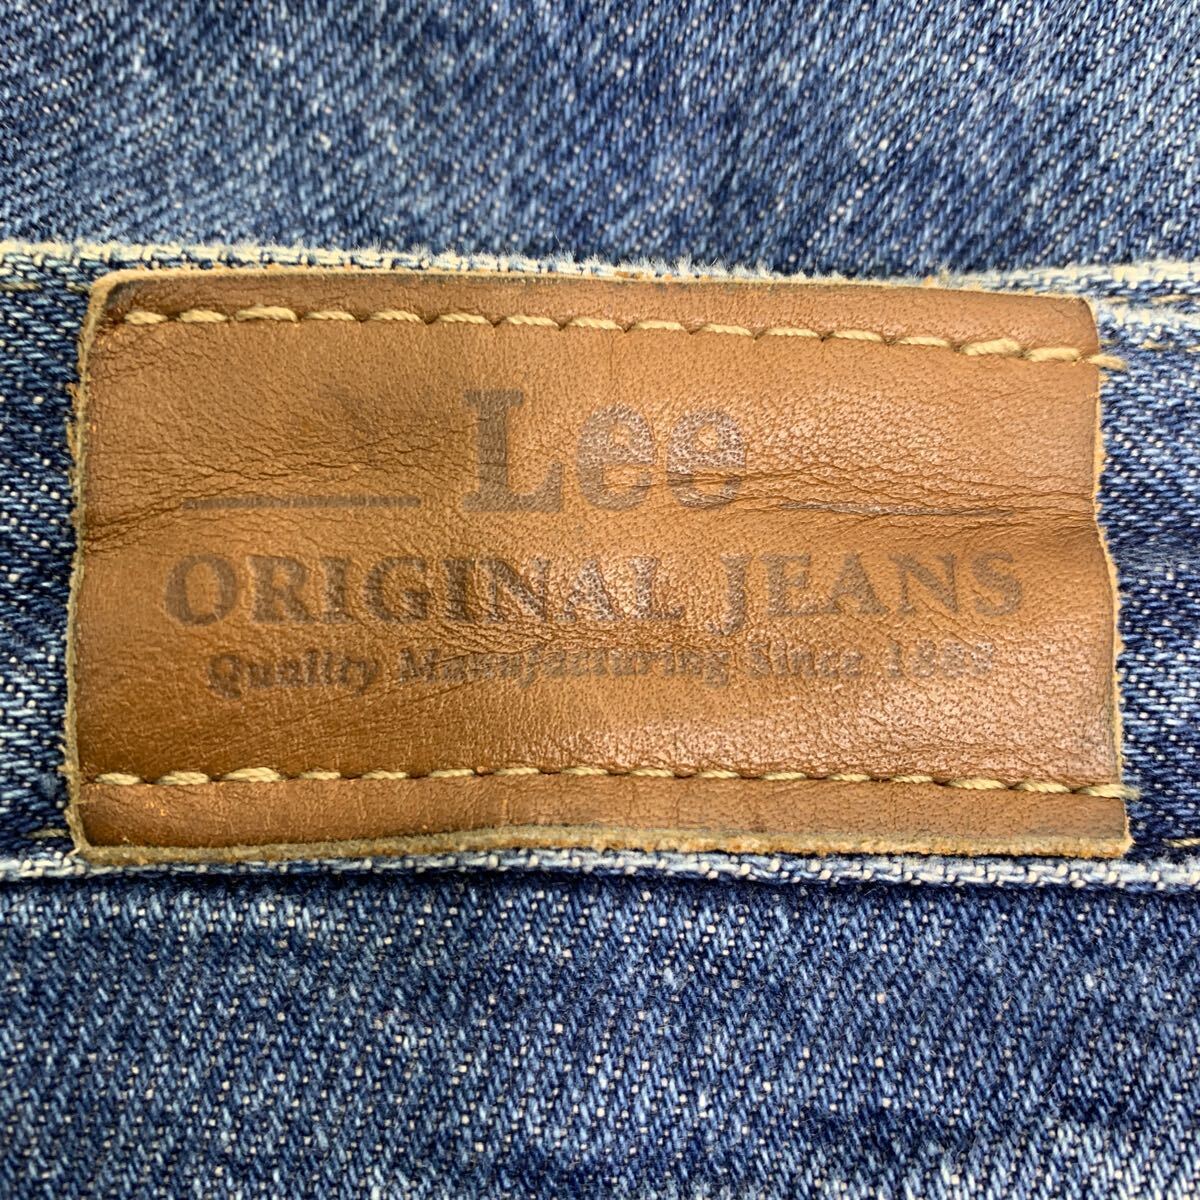 Lee
ORIGINAL JEANS
Quality Manufacturing Since 1889